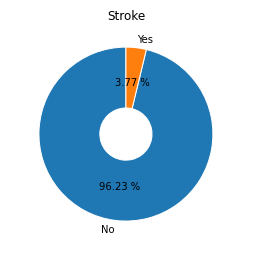 Stroke
Yes
3.77 %
96.23 %
No